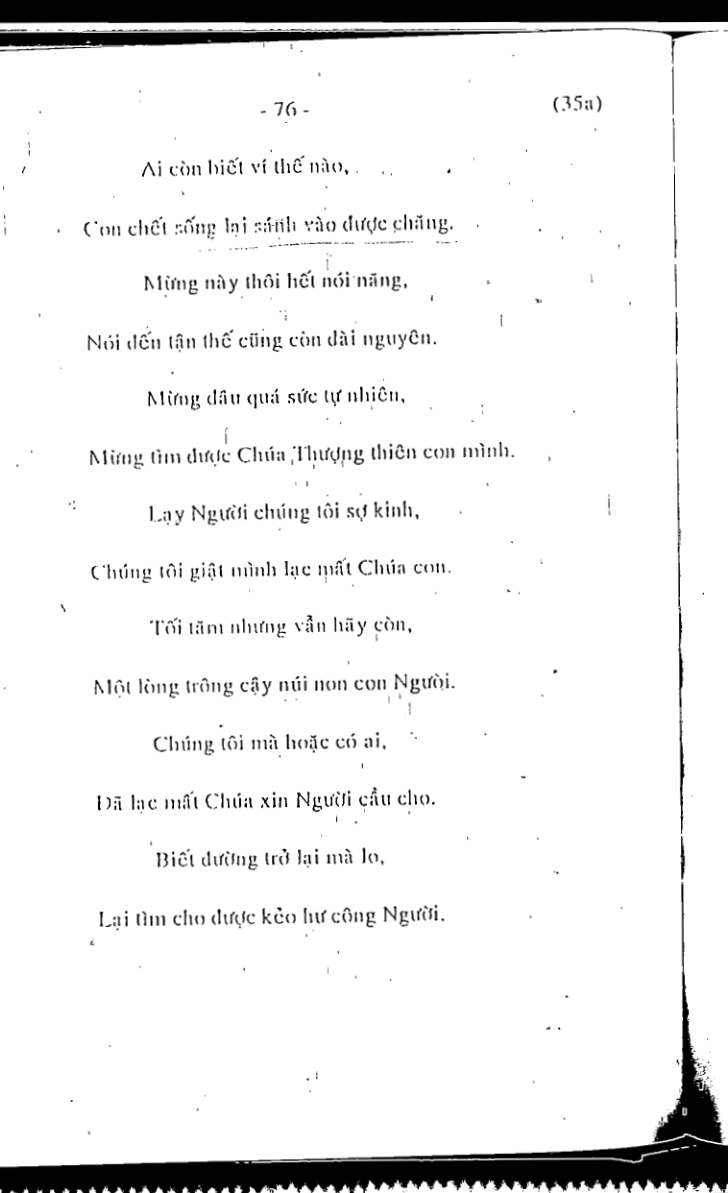 - 76 - (35a)
Ai còn biết ví thế nào,
Con chết sống lại sánh vào được chăng.
Mừng này thôi hết nói năng,
Nói đến tận thế cũng còn dài nguyên.
Mừng dâu quá sức tự nhiên,
Mừng tìm được Chúa Thượng thiên con mình.
Lạy Người chúng tôi sợ kinh,
Chúng tôi giật mình lạc mất Chúa con.
Tối tăm nhưng vẫn hãy còn,
Một lòng trông cậy núi non con Người.
Chúng tôi mà hoặc có ai,
Đã lạc mất Chúa xin Người cầu cho.
Biết đường trở lại mà lo,
Lại tìm cho được kẻo hư công Người.